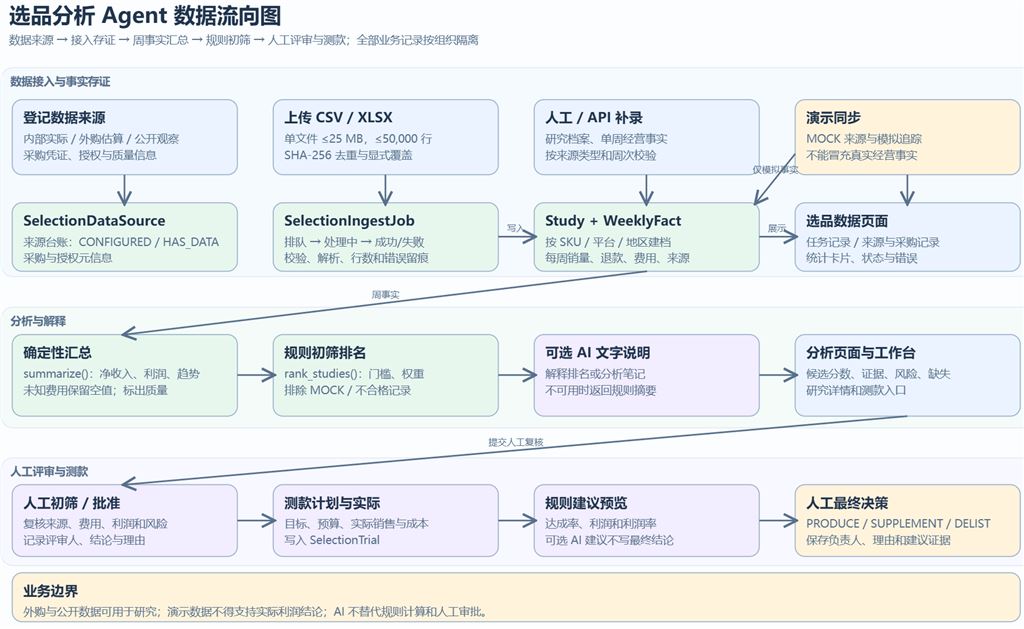 选品分析 Agent 数据流向图
数据来源 → 接入存证 → 周事实汇总 → 规则初筛 → 人工评审与测款；全部业务记录按组织隔离
数据接入与事实存证
登记数据来源
内部实际 / 外购估算 / 公开观察
采购凭证、授权与质量信息
上传 CSV / XLSX
单文件 ≤25 MB，≤50,000 行
SHA-256 去重与显式覆盖
人工 / API 补录
研究档案、单周经营事实
按来源类型和周次校验
演示同步
MOCK 来源与模拟追踪
不能冒充真实经营事实
仅模拟事实
SelectionDataSource
来源台账：CONFIGURED / HAS_DATA
采购与授权元信息
SelectionIngestJob
排队 → 处理中 → 成功/失败
校验、解析、行数和错误留痕
写入
Study + WeeklyFact
按 SKU / 平台 / 地区建档
每周销量、退款、费用、来源
展示
选品数据页面
任务记录 / 来源与采购记录
统计卡片、状态与错误
周事实
分析与解释
确定性汇总
summarize()：净收入、利润、趋势
未知费用保留空值；标出质量
规则初筛排名
rank_studies()：门槛、权重
排除 MOCK / 不合格记录
可选 AI 文字说明
解释排名或分析笔记
不可用时返回规则摘要
分析页面与工作台
候选分数、证据、风险、缺失
研究详情和测款入口
提交人工复核
人工评审与测款
人工初筛 / 批准
复核来源、费用、利润和风险
记录评审人、结论与理由
测款计划与实际
目标、预算、实际销售与成本
写入 SelectionTrial
规则建议预览
达成率、利润和利润率
可选 AI 建议不写最终结论
人工最终决策
PRODUCE / SUPPLEMENT / DELIST
保存负责人、理由和建议证据
业务边界
外购与公开数据可用于研究；演示数据不得支持实际利润结论；AI 不替代规则计算和人工审批。